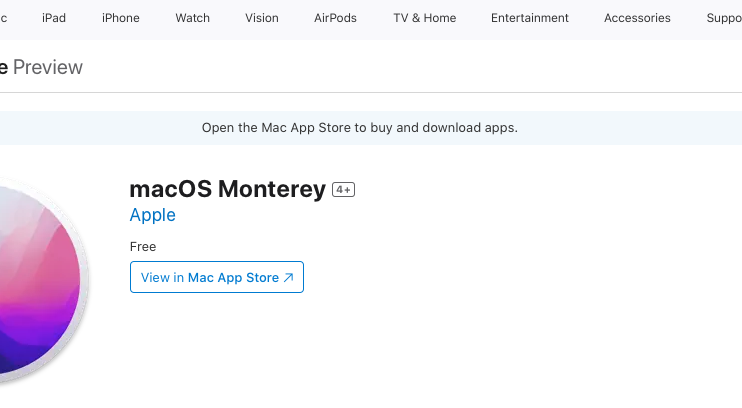 iPad iPhone Watch Vision AirPods TV & Home Entertainment Accessories
Preview
Open the Mac App Store to buy and download apps.
macOS Monterey 4+
Apple
Free
View in Mac App Store ↗